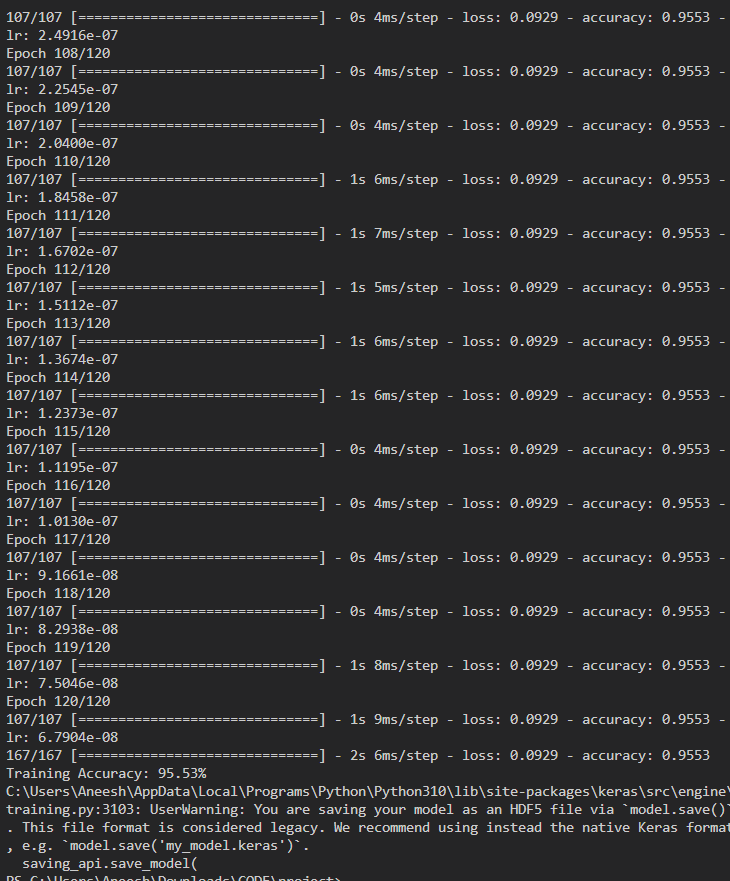 107/107 [==============================] - 0s 4ms/step - loss: 0.0929 - accuracy: 0.9553 -
lr: 2.4916e-07
Epoch 108/120
107/107 [==============================] - 0s 4ms/step - loss: 0.0929 - accuracy: 0.9553 -
lr: 2.2545e-07
Epoch 109/120
107/107 [==============================] - 0s 4ms/step - loss: 0.0929 - accuracy: 0.9553 -
lr: 2.0400e-07
Epoch 110/120
107/107 [==============================] - 1s 6ms/step - loss: 0.0929 - accuracy: 0.9553 -
lr: 1.8458e-07
Epoch 111/120
107/107 [==============================] - 1s 7ms/step - loss: 0.0929 - accuracy: 0.9553 -
lr: 1.6702e-07
Epoch 112/120
107/107 [==============================] - 1s 5ms/step - loss: 0.0929 - accuracy: 0.9553 -
lr: 1.5112e-07
Epoch 113/120
107/107 [==============================] - 1s 6ms/step - loss: 0.0929 - accuracy: 0.9553 -
lr: 1.3674e-07
Epoch 114/120
107/107 [==============================] - 1s 6ms/step - loss: 0.0929 - accuracy: 0.9553 -
lr: 1.2373e-07
Epoch 115/120
107/107 [==============================] - 0s 4ms/step - loss: 0.0929 - accuracy: 0.9553 -
lr: 1.1195e-07
Epoch 116/120
107/107 [==============================] - 0s 4ms/step - loss: 0.0929 - accuracy: 0.9553 -
lr: 1.0130e-07
Epoch 117/120
107/107 [==============================] - 0s 4ms/step - loss: 0.0929 - accuracy: 0.9553 -
lr: 9.1661e-08
Epoch 118/120
107/107 [==============================] - 0s 4ms/step - loss: 0.0929 - accuracy: 0.9553 -
lr: 8.2938e-08
Epoch 119/120
107/107 [==============================] - 1s 8ms/step - loss: 0.0929 - accuracy: 0.9553 -
lr: 7.5046e-08
Epoch 120/120
107/107 [==============================] - 1s 9ms/step - loss: 0.0929 - accuracy: 0.9553 -
lr: 6.7904e-08
167/167 [==============================] - 2s 6ms/step - loss: 0.0929 - accuracy: 0.9553
Training Accuracy: 95.53%
C:\Users\Aneesh\AppData\Local\Programs\Python\Python310\lib\site-packages\keras\src\engine\
training.py:3103: UserWarning: You are saving your model as an HDF5 file via `model.save()`
. This file format is considered legacy. We recommend using instead the native Keras format
, e.g. `model.save('my_model.keras')`.
saving_api.save_model(
PS C:\Users\Aneesh\Downloads\CODE\project>